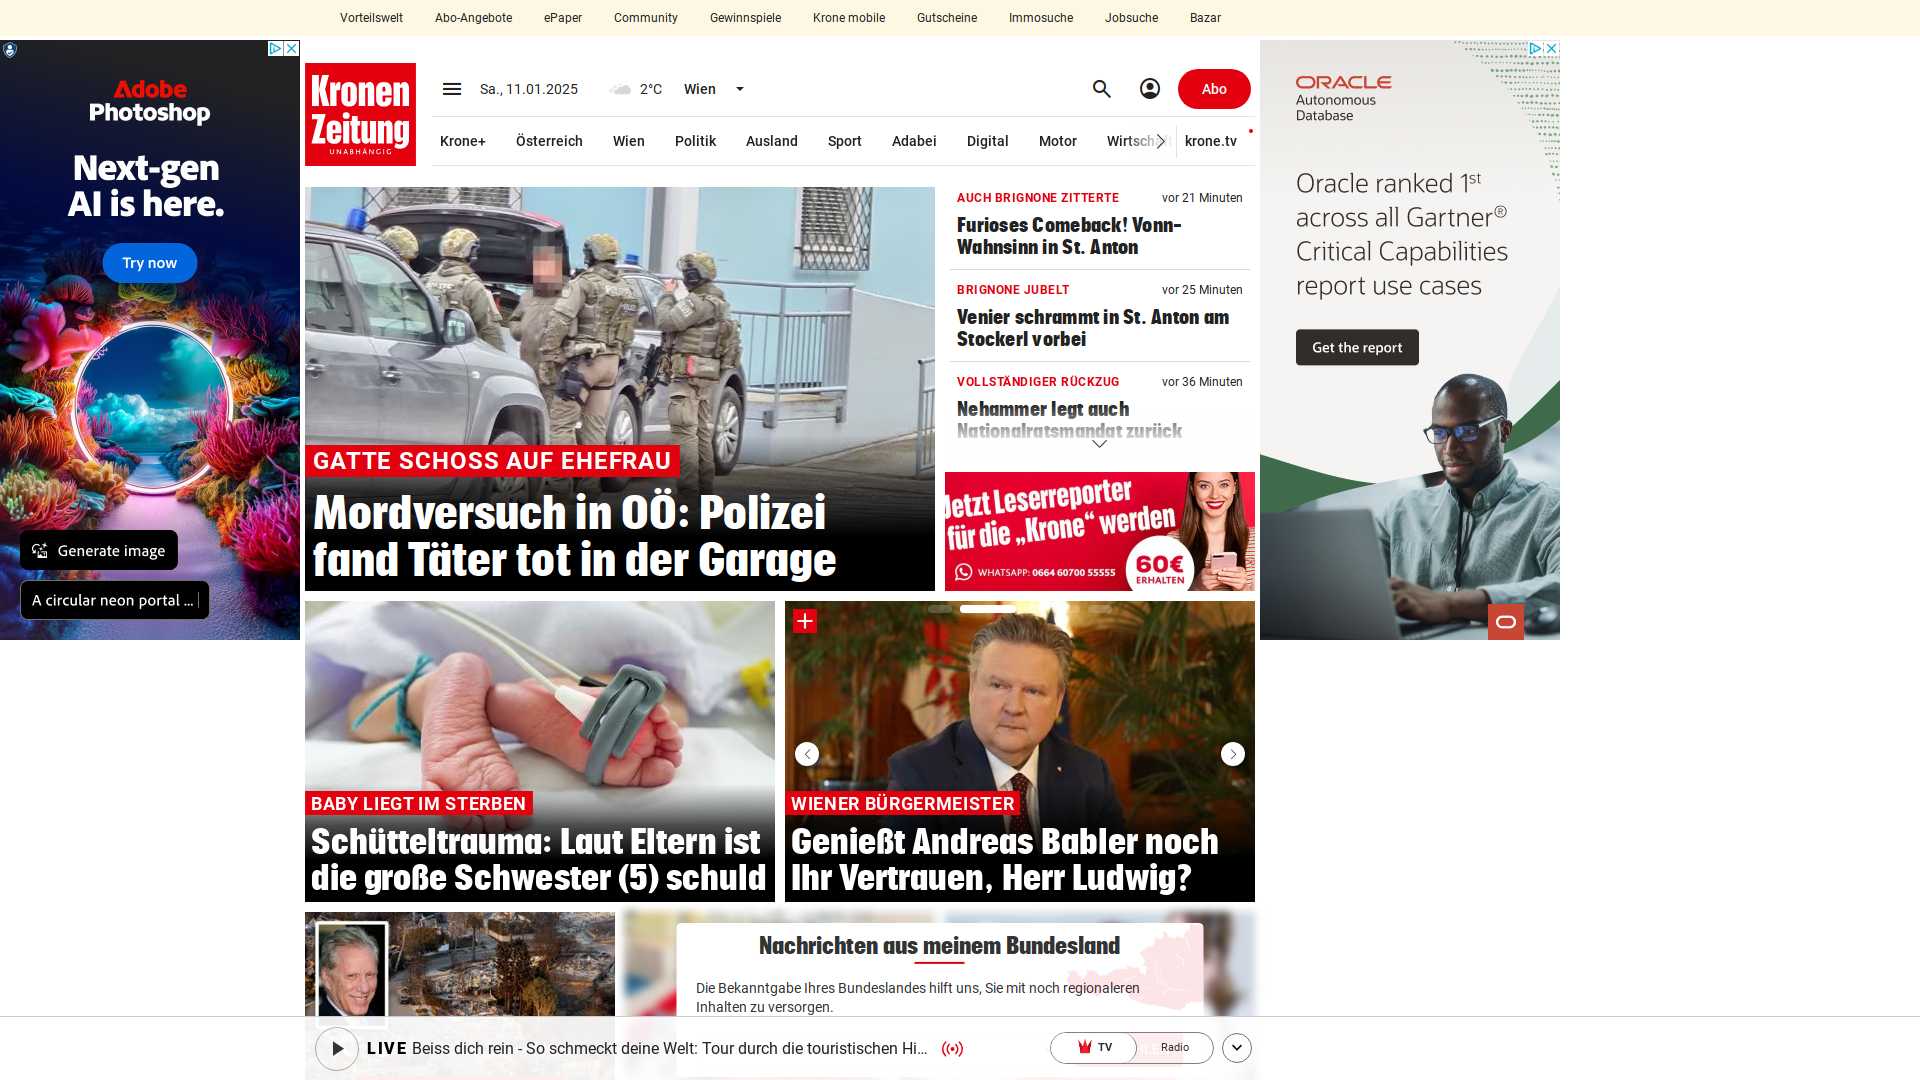 Vorteilswelt
Abo-Angebote
ePaper
Community
Gewinnspiele
Krone mobile
Gutscheine
Immosuche
Jobsuche
Bazar
Adobe
Photoshop
Next-gen
AI is here.
Try now
Generate image
A circular neon portal ...
Kronen
Zeitung
UNABHÄNGIG
Sa., 11.01.2025
2°C
Wien
Abo
Krone+
Österreich
Wien
Politik
Ausland
Sport
Adabei
Digital
Motor
Wirtschaft
krone.tv
GATTE SCHOSS AUF EHEFRAU
Mordversuch in OÖ: Polizei
fand Täter tot in der Garage
AUCH BRIGNONE ZITTERTE
vor 21 Minuten
Furioses Comeback! Vonn-
Wahnsinn in St. Anton
BRIGNONE JUBELT
vor 25 Minuten
Venier schrammt in St. Anton am
Stockerl vorbei
VOLLSTÄNDIGER RÜCKZUG
vor 36 Minuten
Nehammer legt auch
Nationalratsmandat zurück
Jetzt Leserreporter
für die „Krone“ werden
WHATSAPP: 0664 60700 55555
60€
ERHALTEN
ORACLE
Autonomous
Database
Oracle ranked 1st
across all Gartner®
Critical Capabilities
report use cases
Get the report
BABY LIEGT IM STERBEN
Schütteltrauma: Laut Eltern ist
die große Schwester (5) schuld
WIENER BÜRGERMEISTER
Genießt Andreas Babler noch
Ihr Vertrauen, Herr Ludwig?
Nachrichten aus meinem Bundesland
Die Bekanntgabe Ihres Bundeslandes hilft uns, Sie mit noch regionaleren
Inhalten zu versorgen.
LIVE Beiss dich rein - So schmeckt deine Welt: Tour durch die touristischen Hi...
TV
Radio